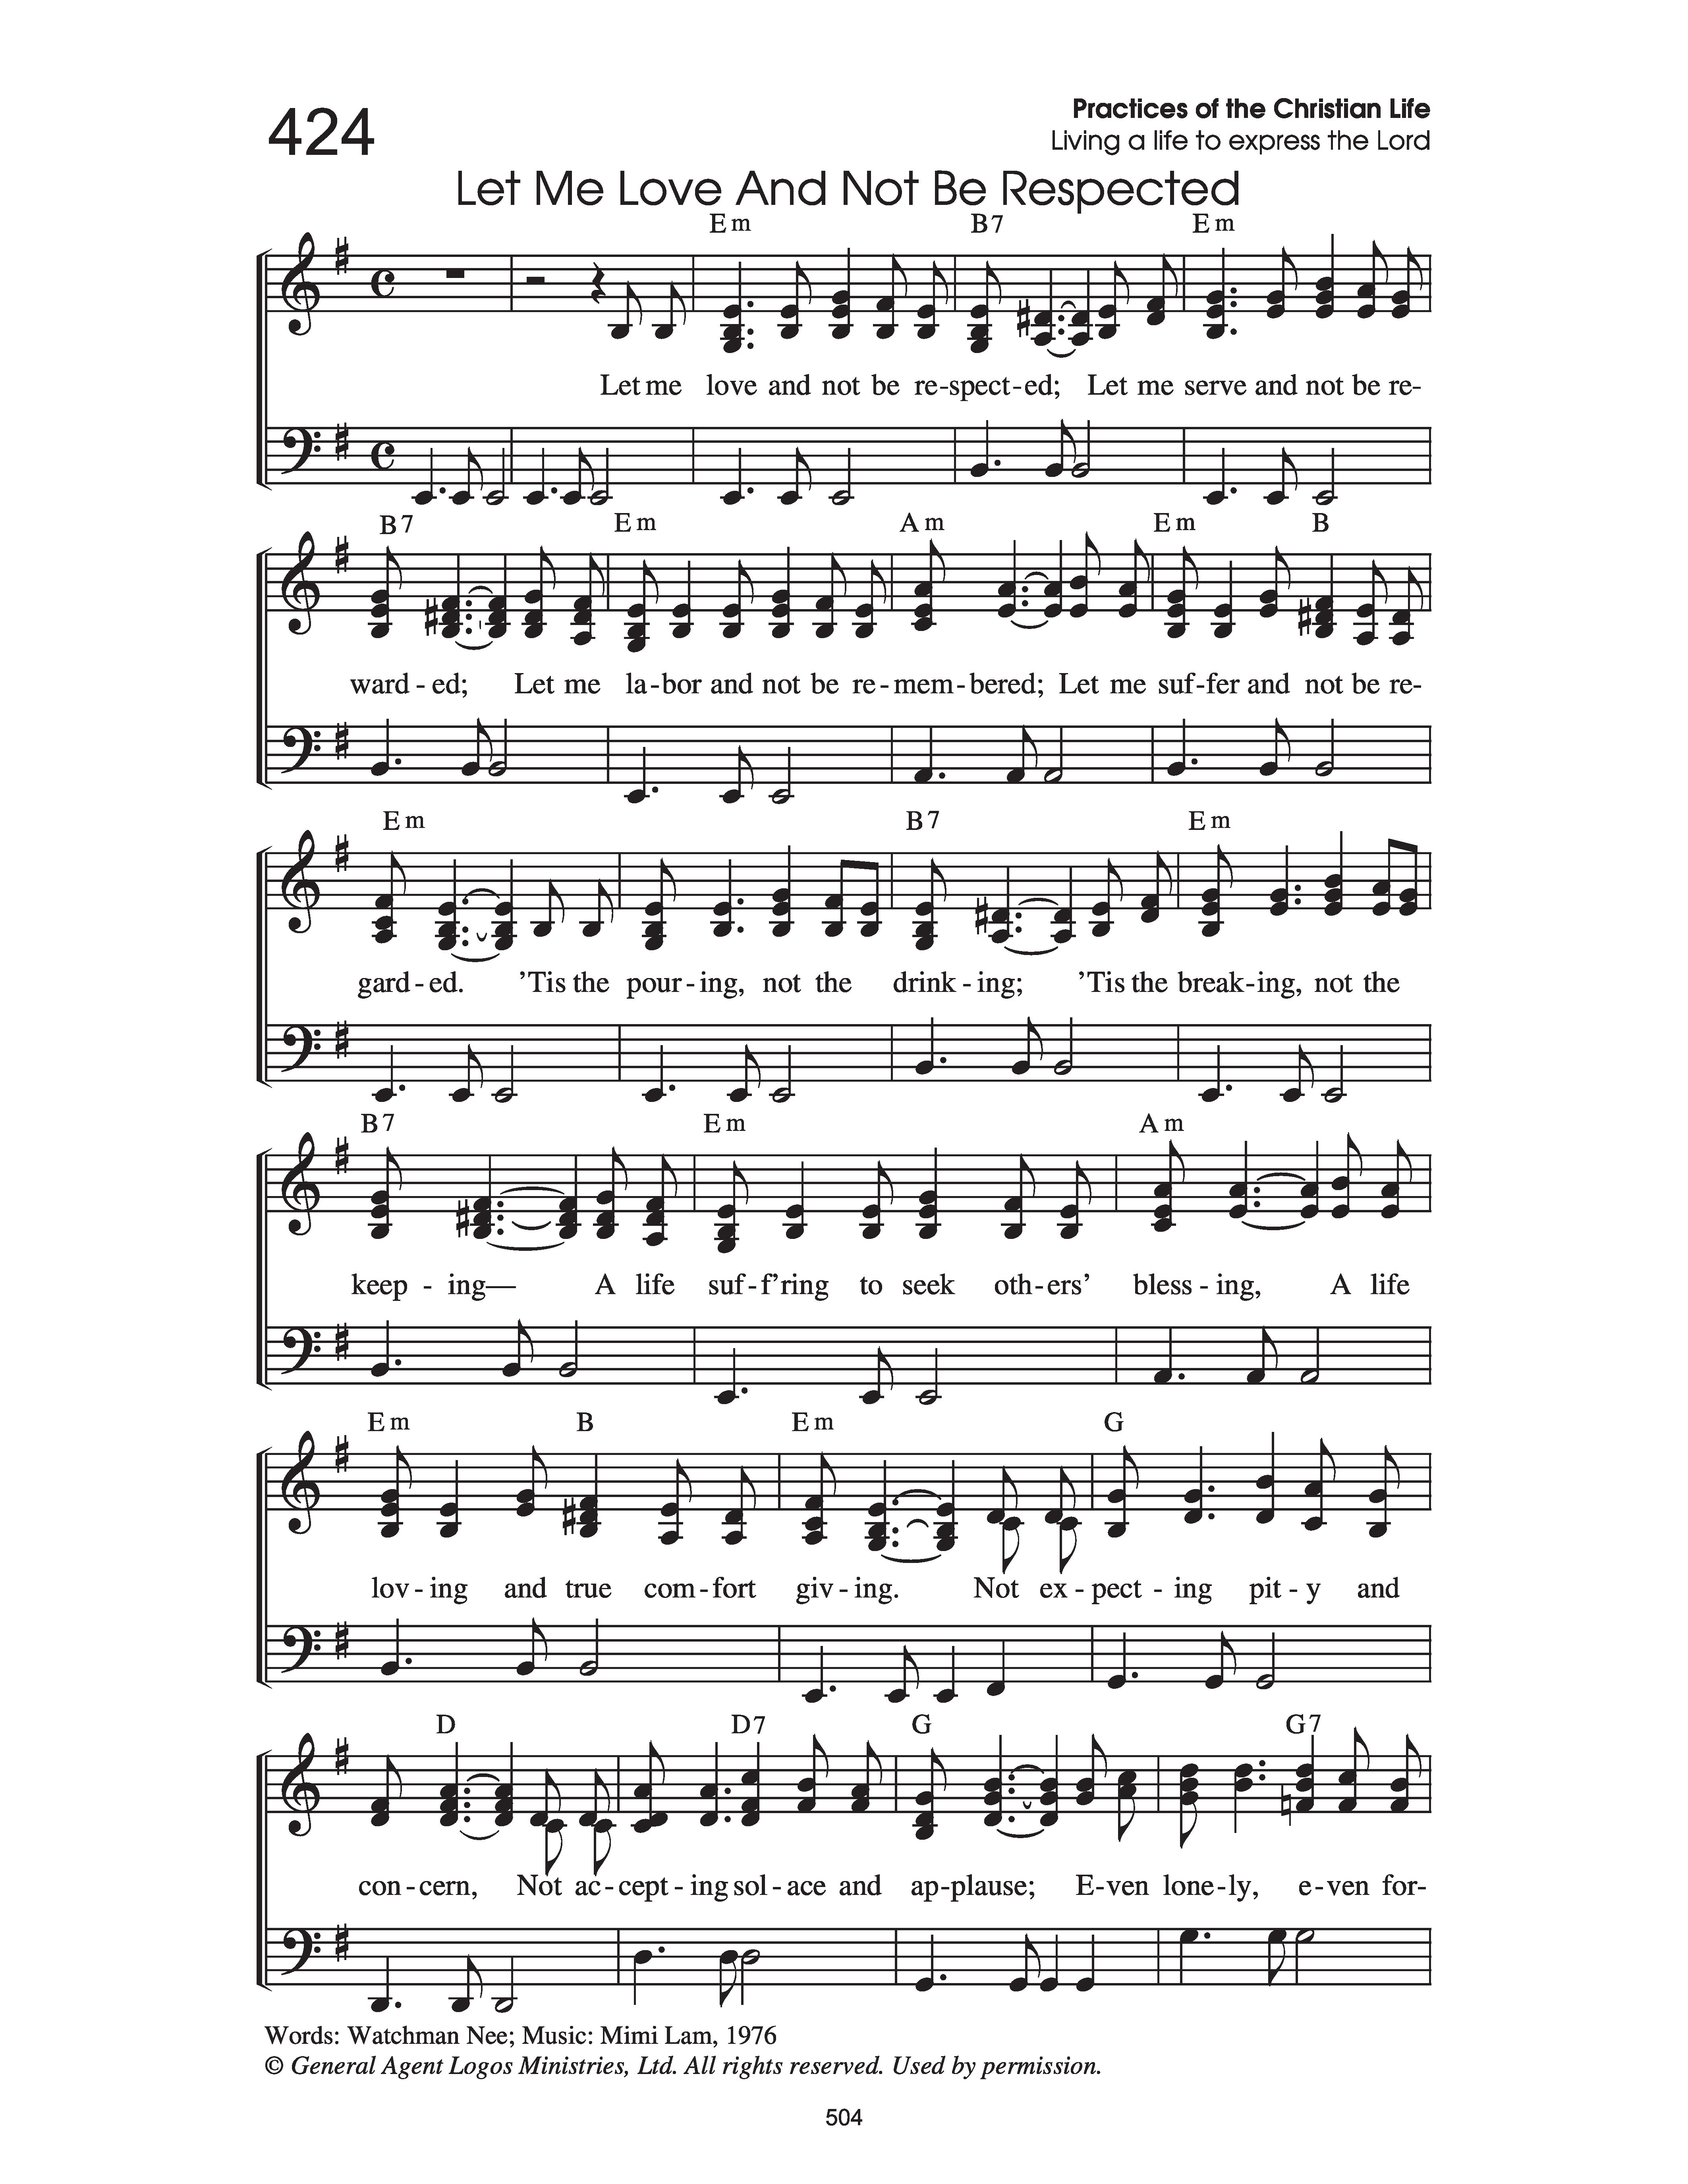 424
Practices of the Christian Life
Living a life to express the Lord
Let Me Love And Not Be Respected
Em B7 Em
Let me love and not be re-spect-ed; Let me serve and not be re-
B7 Em Am Em B
ward-ed; Let me la-bor and not be re-mem-bered; Let me suf-fer and not be re-
Em B7 Em
gard-ed. ’Tis the pour-ing, not the drink-ing; ’Tis the break-ing, not the
B7 Em Am
keep-ing— A life suf-f’ring to seek oth-ers’ bless-ing, A life
Em B Em G
lov-ing and true com-fort giv-ing. Not ex-pect-ing pit-y and
D D7 G G7
con-cern, Not ac-cept-ing sol-ace and ap-plause; E-ven lone-ly, e-ven for-
Words: Watchman Nee; Music: Mimi Lam, 1976
© General Agent Logos Ministries, Ltd. All rights reserved. Used by permission.
504